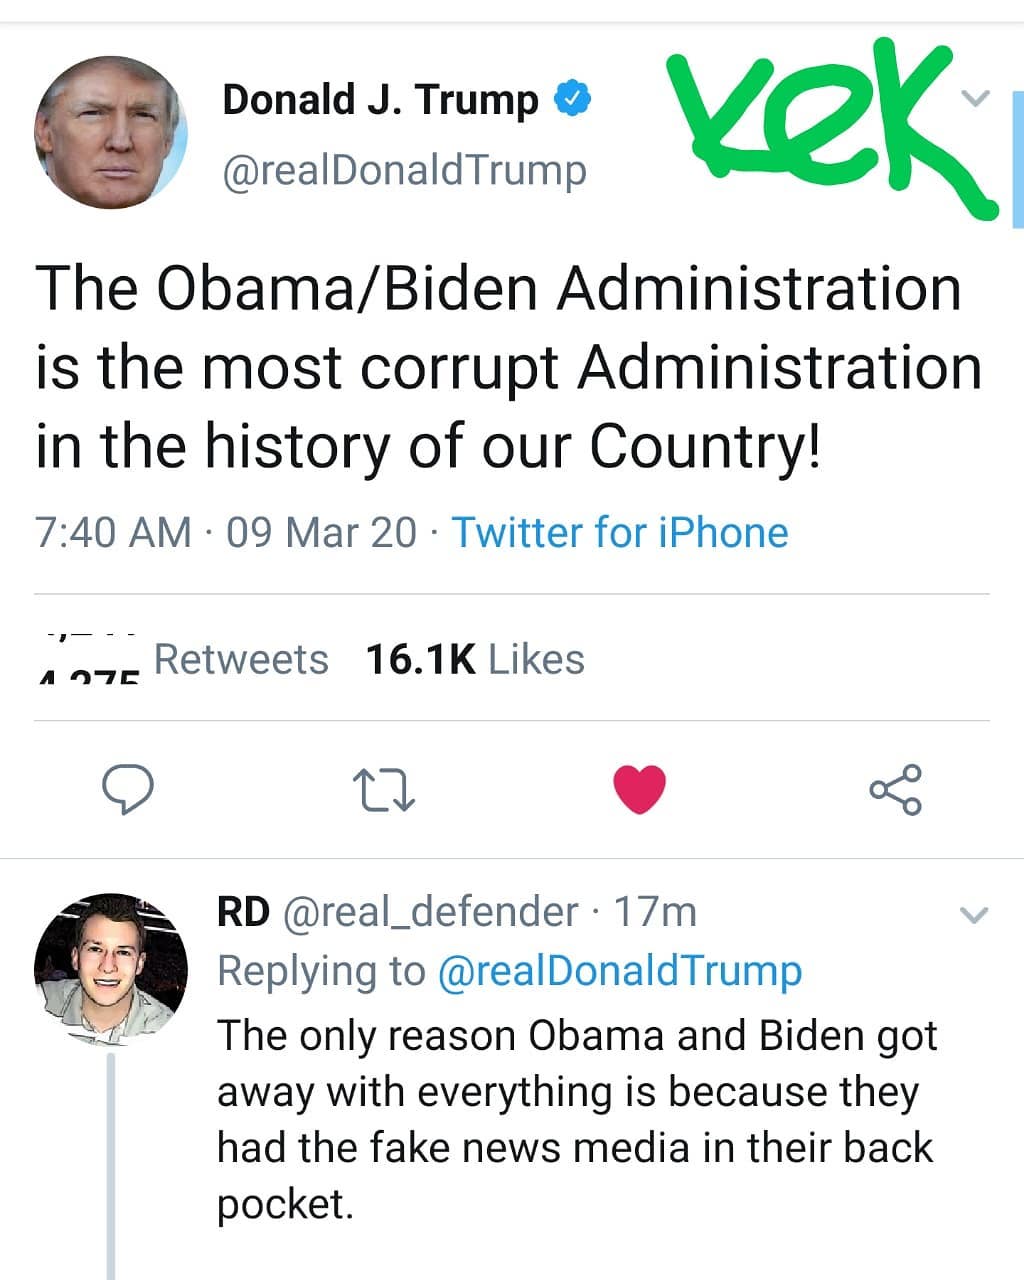 Donald J. Trump
kek
@realDonaldTrump
The Obama/Biden Administration
is the most corrupt Administration
in the history of our Country!
7:40 AM · 09 Mar 20 · Twitter for iPhone
Retweets 16.1K Likes
RD @real_defender · 17m
Replying to @realDonaldTrump
The only reason Obama and Biden got
away with everything is because they
had the fake news media in their back
pocket.